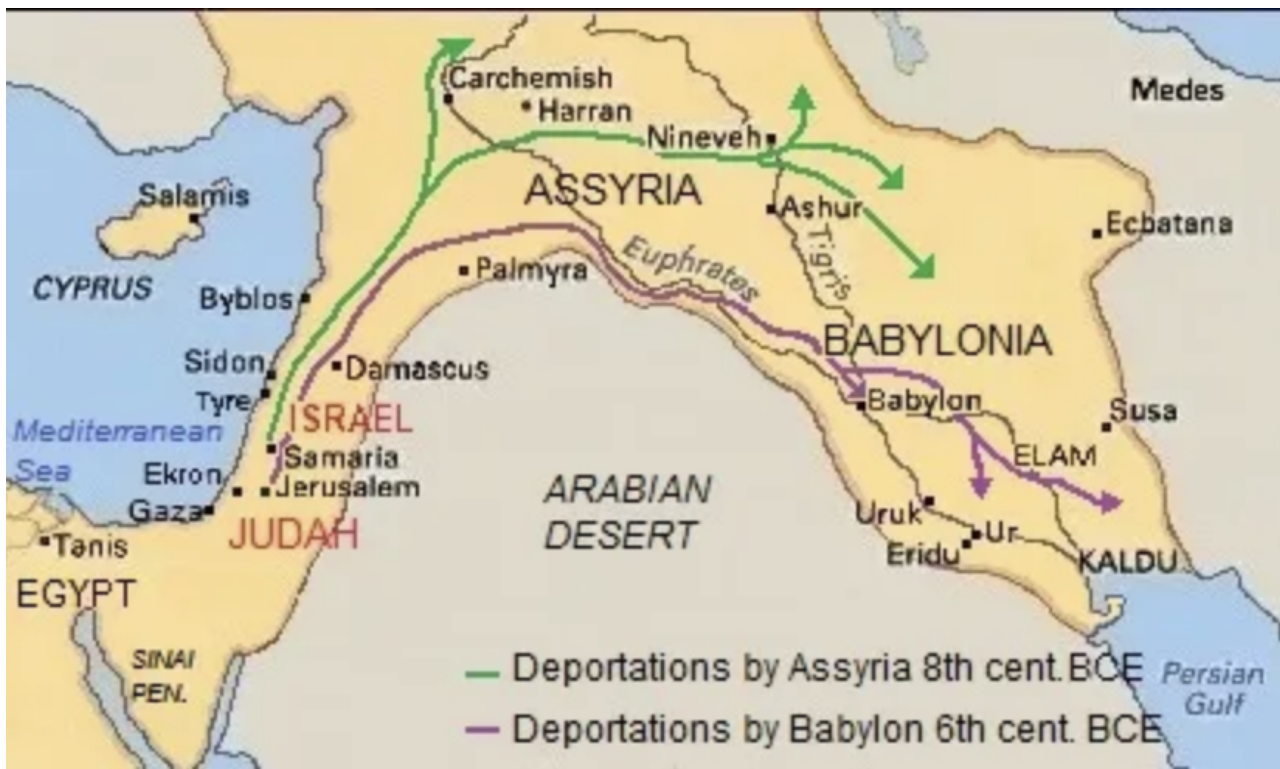 Carchemish
Harran
Medes
Nineveh
Salamis
ASSYRIA
Ashur
Ecbatana
CYPRUS
Byblos
Palmyra
Euphrates
Tigris
BABYLONIA
Sidon
Damascus
Tyre
Babylon
Susa
ISRAEL
Mediterranean
Sea
Samaria
ELAM
Ekron
Jerusalem
ARABIAN
DESERT
Gaza
JUDAH
Uruk
Ur
Tanis
Eridu
KALDU
EGYPT
SINAI
PEN.
Deportations by Assyria 8th cent. BCE
Persian
Gulf
Deportations by Babylon 6th cent. BCE